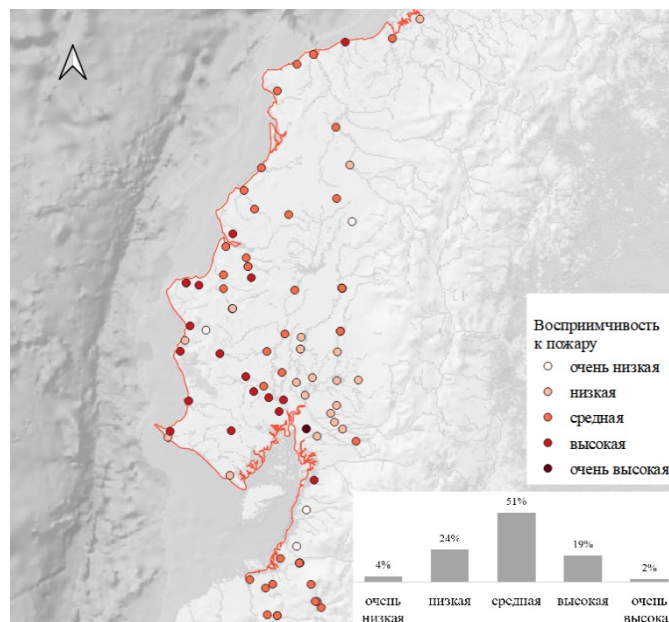 Восприимчивость
к пожару
очень низкая
низкая
средная
высокая
очень высокая
51%
24%
19%
4%
2%
очень низкая средная высокая очень
низкая высока